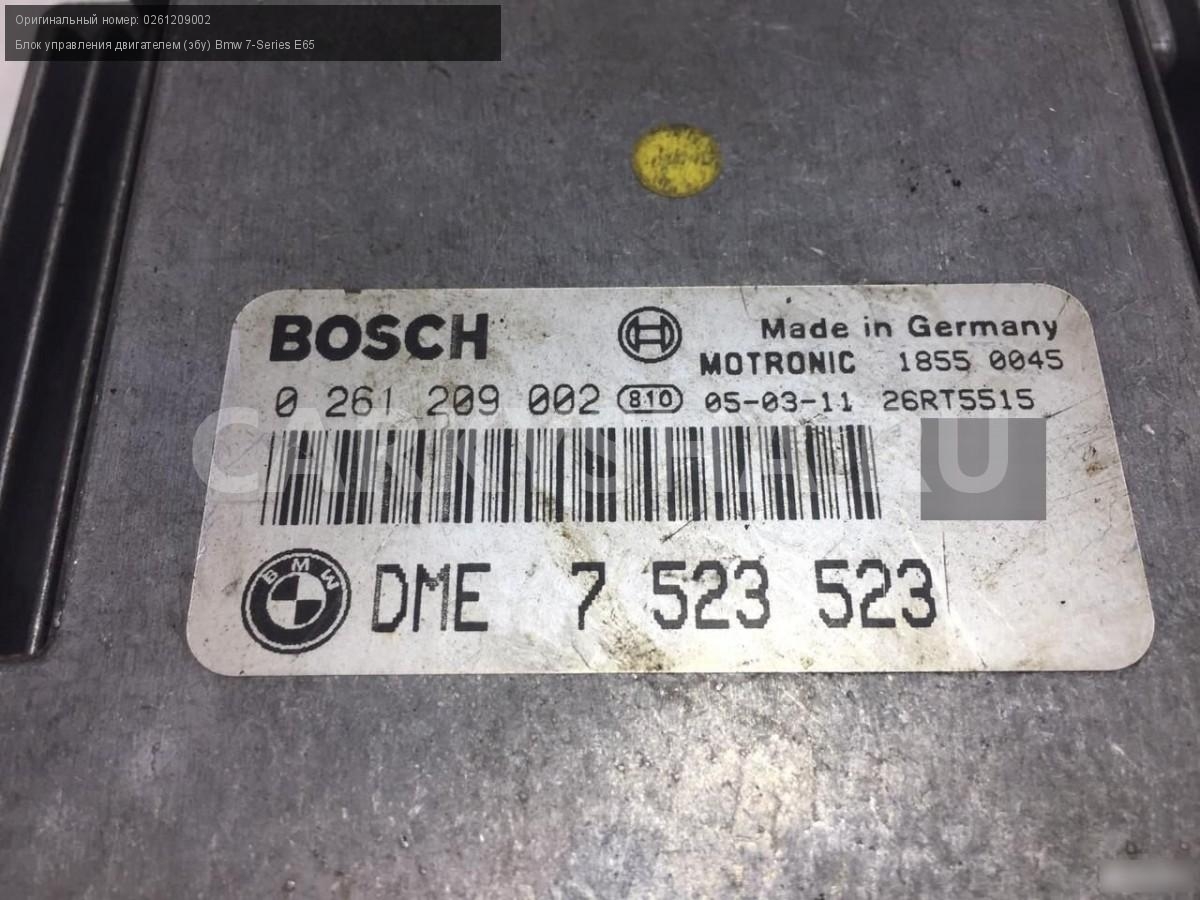 Оригинальный номер: 0261209002
Блок управления двигателем (эбу) Bmw 7-Series E65
BOSCH
Made in Germany
MOTRONIC 1855 0045
0 261 209 002 810 05-03-11 26RT5515
BMW DME 7 523 523